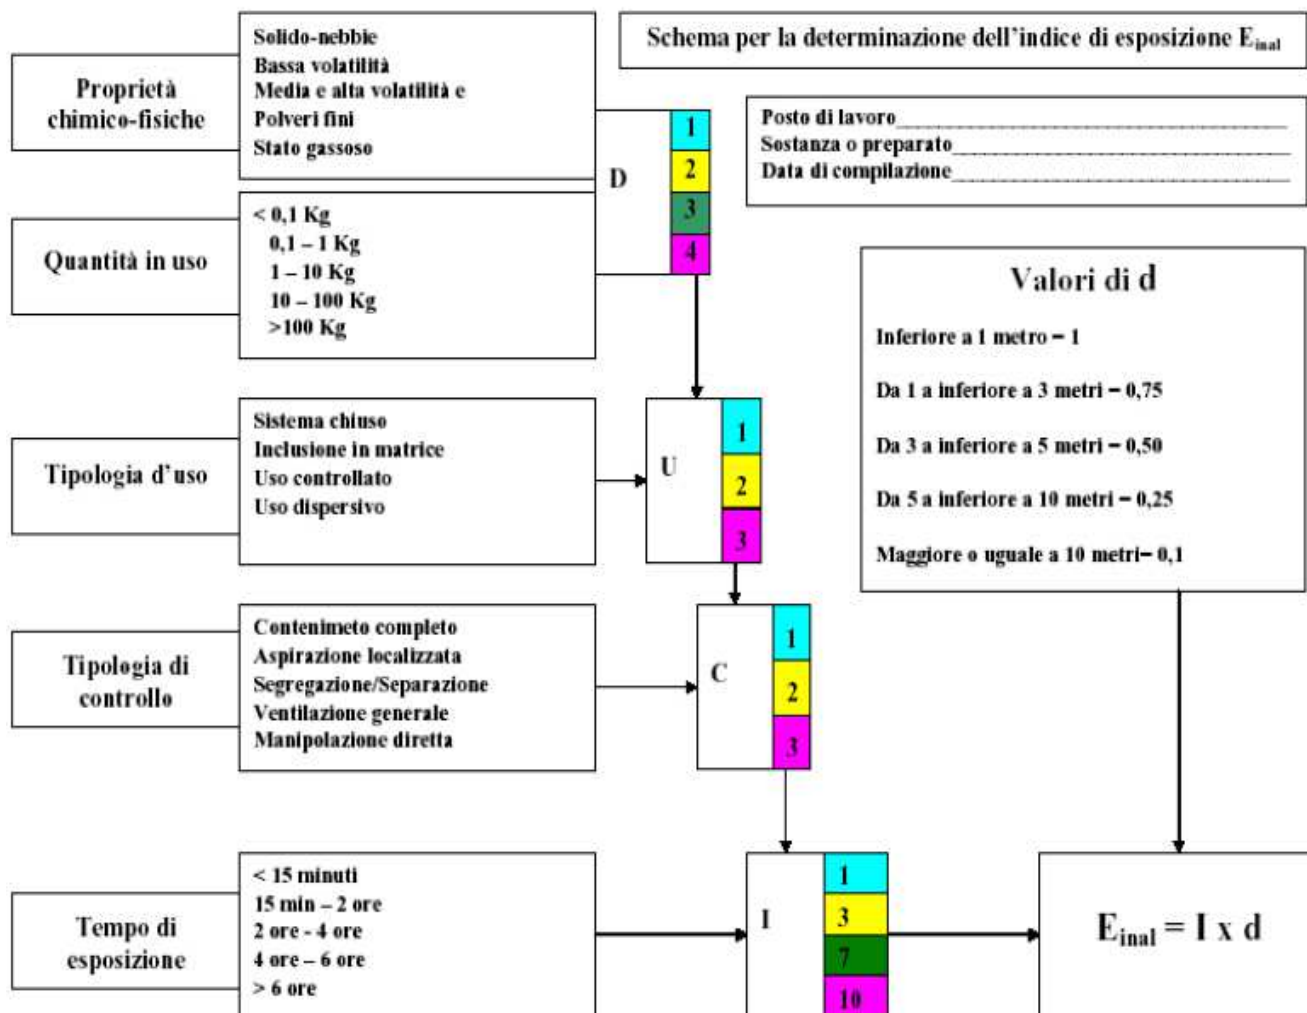 Schema per la determinazione dell'indice di esposizione Einal
Posto di lavoro
Sostanza o preparato
Data di compilazione
Proprietà
chimico-fisiche
Solido-nebbie
Bassa volatilità
Media e alta volatilità e
Polveri fini
Stato gassoso
D
1
2
3
4
Quantità in uso
< 0,1 Kg
0,1 – 1 Kg
1 – 10 Kg
10 – 100 Kg
>100 Kg
Valori di d
Inferiore a 1 metro – 1
Da 1 a inferiore a 3 metri – 0,75
Da 3 a inferiore a 5 metri – 0,50
Da 5 a inferiore a 10 metri – 0,25
Maggiore o uguale a 10 metri– 0,1
Tipologia d'uso
Sistema chiuso
Inclusione in matrice
Uso controllato
Uso dispersivo
U
1
2
3
Tipologia di
controllo
Contenimeto completo
Aspirazione localizzata
Segregazione/Separazione
Ventilazione generale
Manipolazione diretta
C
1
2
3
Tempo di
esposizione
< 15 minuti
15 min – 2 ore
2 ore - 4 ore
4 ore – 6 ore
> 6 ore
I
1
3
7
10
Einal = I x d